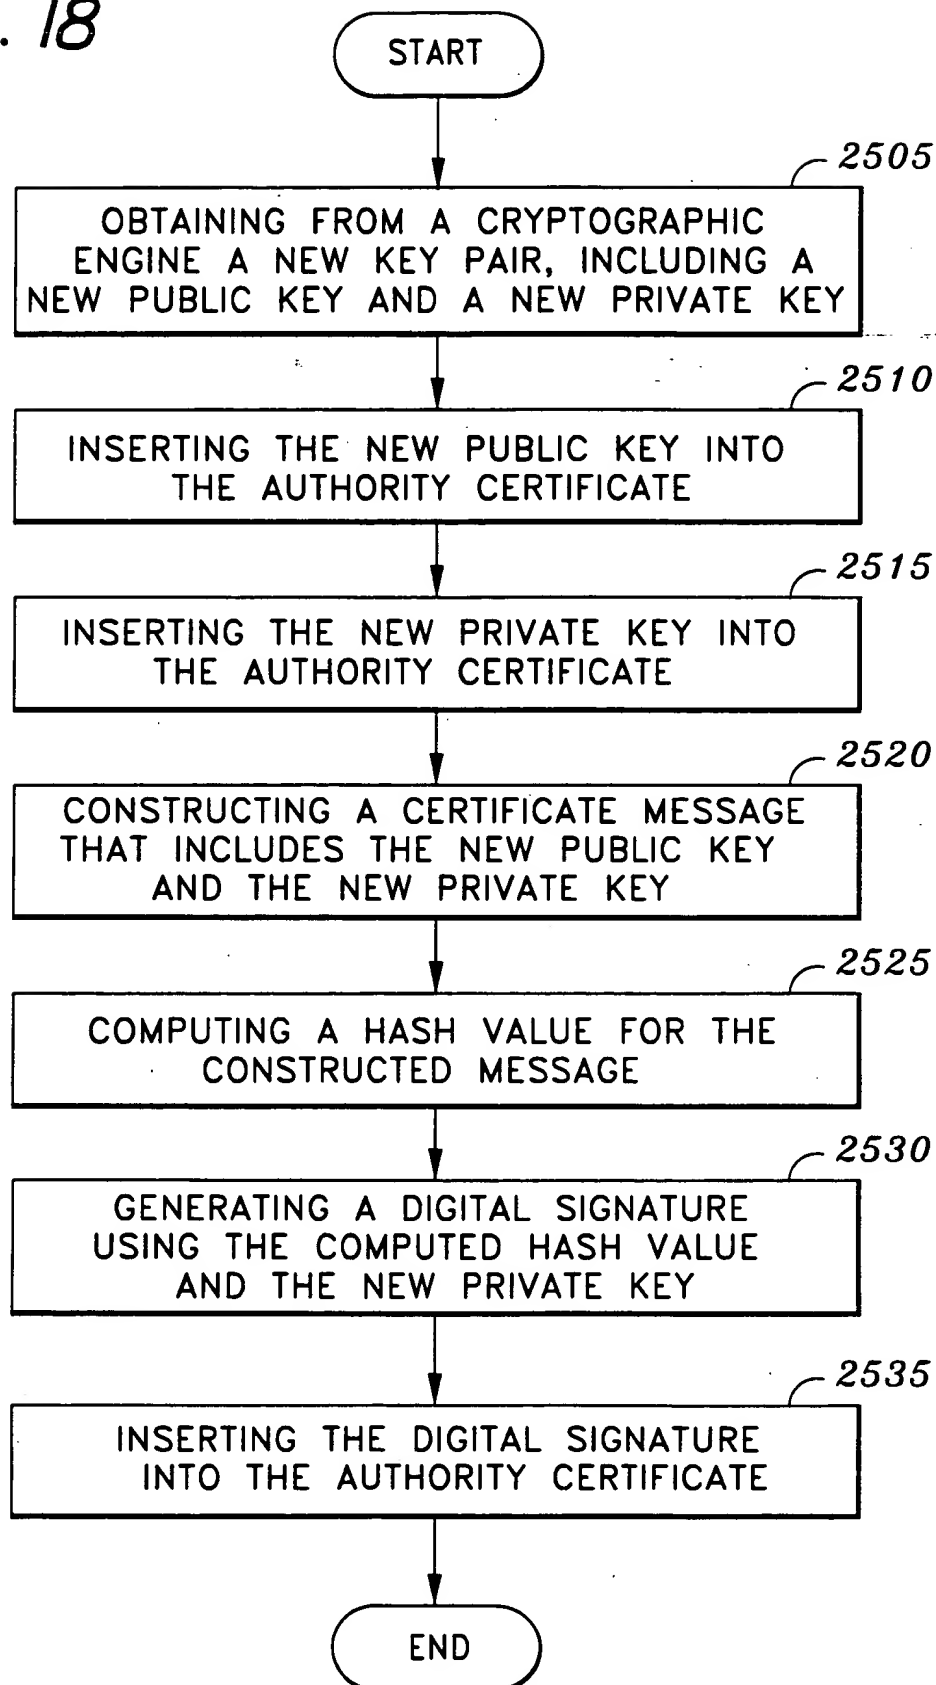 . 18
START
2505
OBTAINING FROM A CRYPTOGRAPHIC
ENGINE A NEW KEY PAIR, INCLUDING A
NEW PUBLIC KEY AND A NEW PRIVATE KEY
2510
INSERTING THE NEW PUBLIC KEY INTO
THE AUTHORITY CERTIFICATE
2515
INSERTING THE NEW PRIVATE KEY INTO
THE AUTHORITY CERTIFICATE
2520
CONSTRUCTING A CERTIFICATE MESSAGE
THAT INCLUDES THE NEW PUBLIC KEY
AND THE NEW PRIVATE KEY
2525
COMPUTING A HASH VALUE FOR THE
CONSTRUCTED MESSAGE
2530
GENERATING A DIGITAL SIGNATURE
USING THE COMPUTED HASH VALUE
AND THE NEW PRIVATE KEY
2535
INSERTING THE DIGITAL SIGNATURE
INTO THE AUTHORITY CERTIFICATE
END